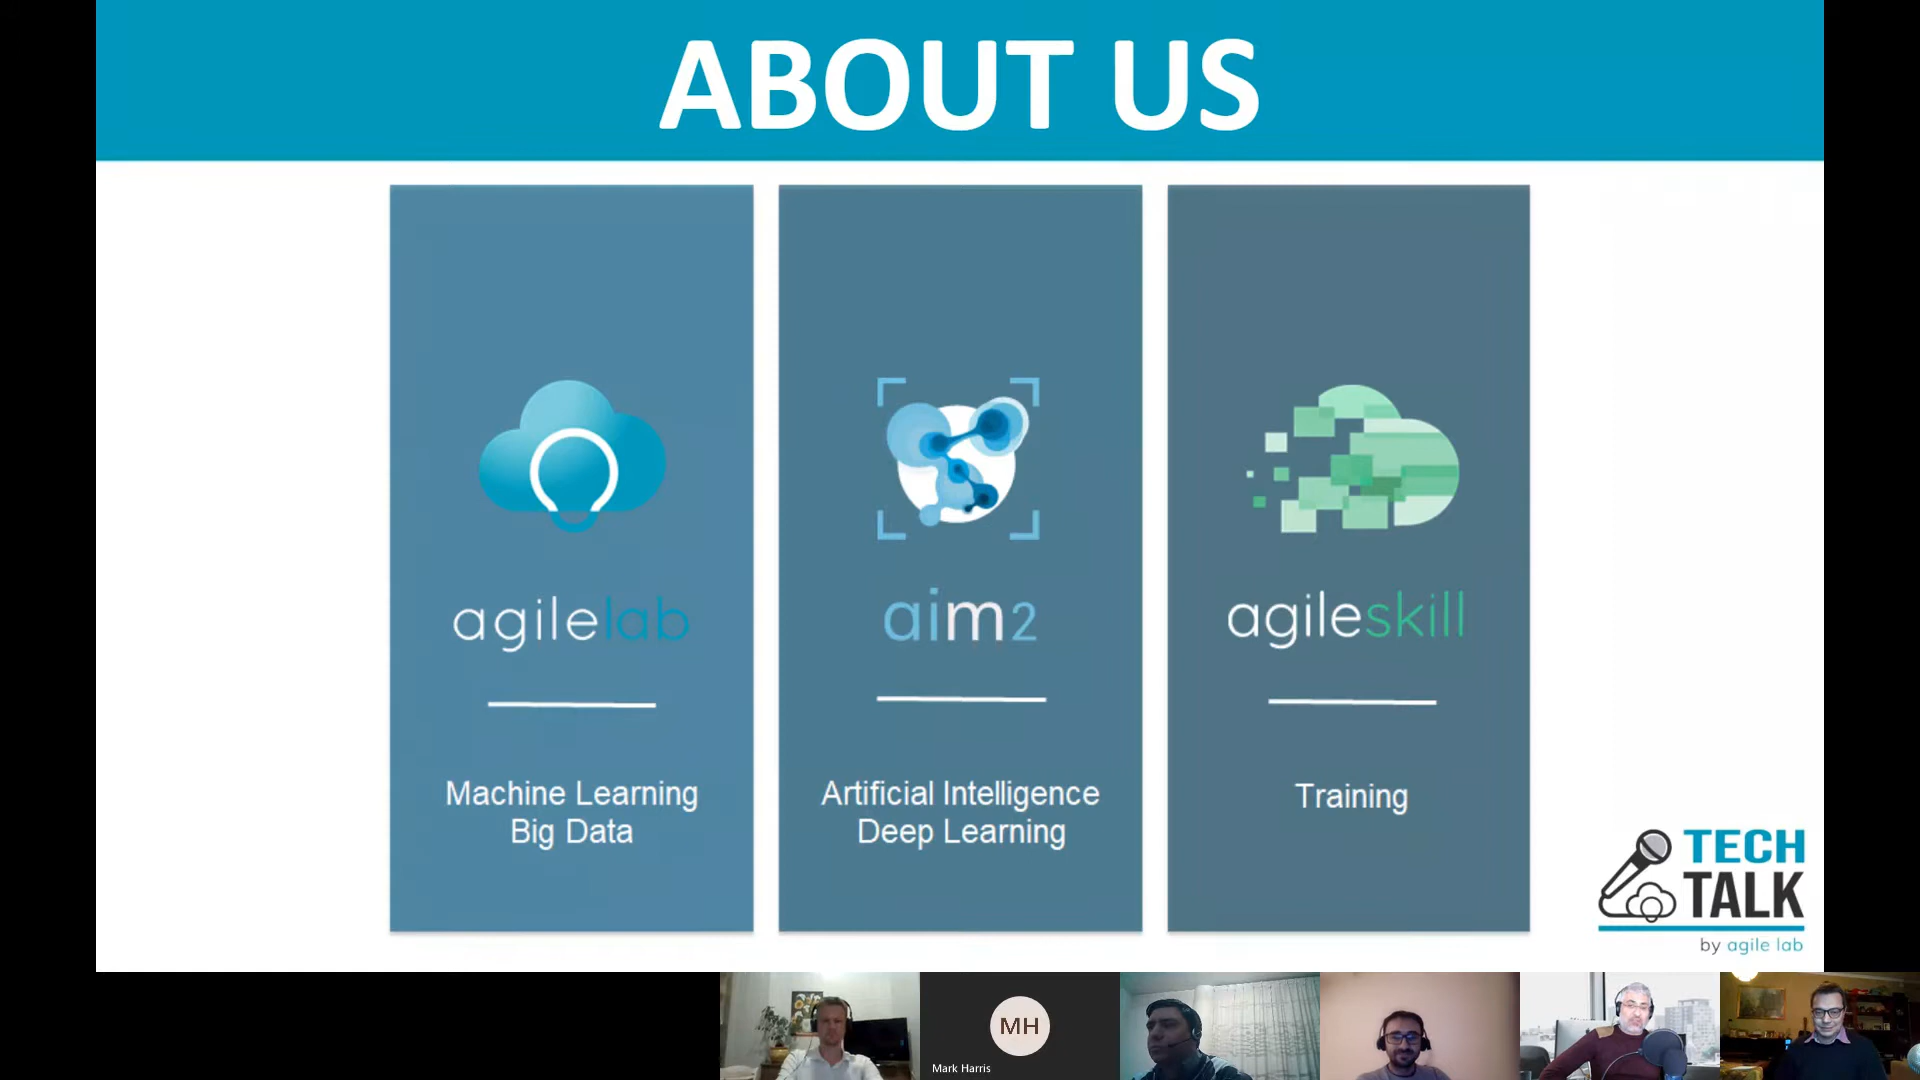 ABOUT US
agilelab
Machine Learning
Big Data
aim2
Artificial Intelligence
Deep Learning
agileskill
Training
TECH
TALK
by agile lab
MH
Mark Harris